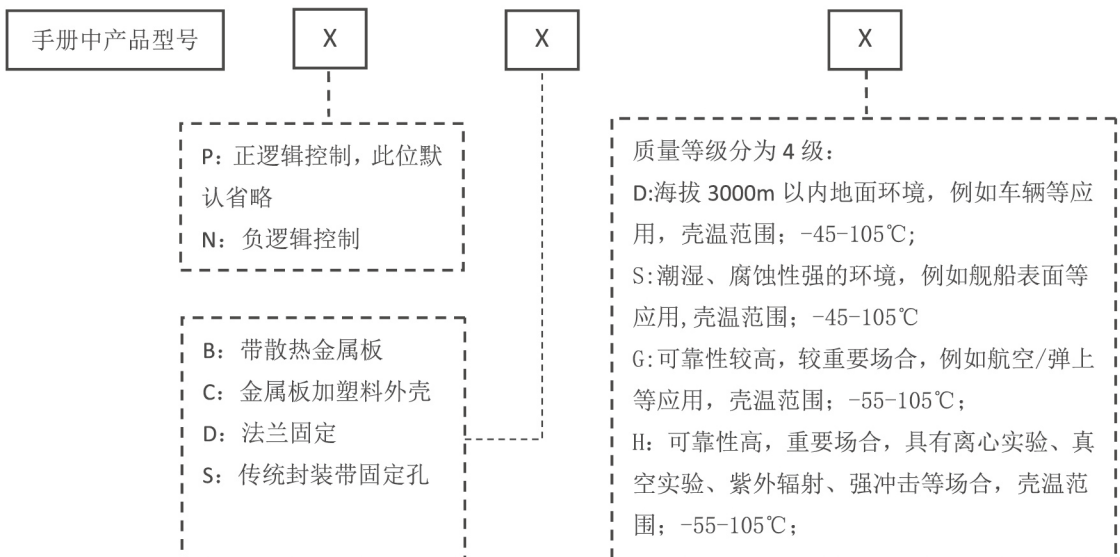 手册中产品型号
X
X
X
P：正逻辑控制，此位默
认省略
N：负逻辑控制
B：带散热金属板
C：金属板加塑料外壳
D：法兰固定
S：传统封装带固定孔
质量等级分为 4 级：
D:海拔 3000m 以内地面环境，例如车辆等应
用，壳温范围；-45-105℃;
S:潮湿、腐蚀性强的环境，例如舰船表面等
应用,壳温范围；-45-105℃
G:可靠性较高，较重要场合，例如航空/弹上
等应用，壳温范围；-55-105℃；
H：可靠性高，重要场合，具有离心实验、真
空实验、紫外辐射、强冲击等场合，壳温范
围；-55-105℃；